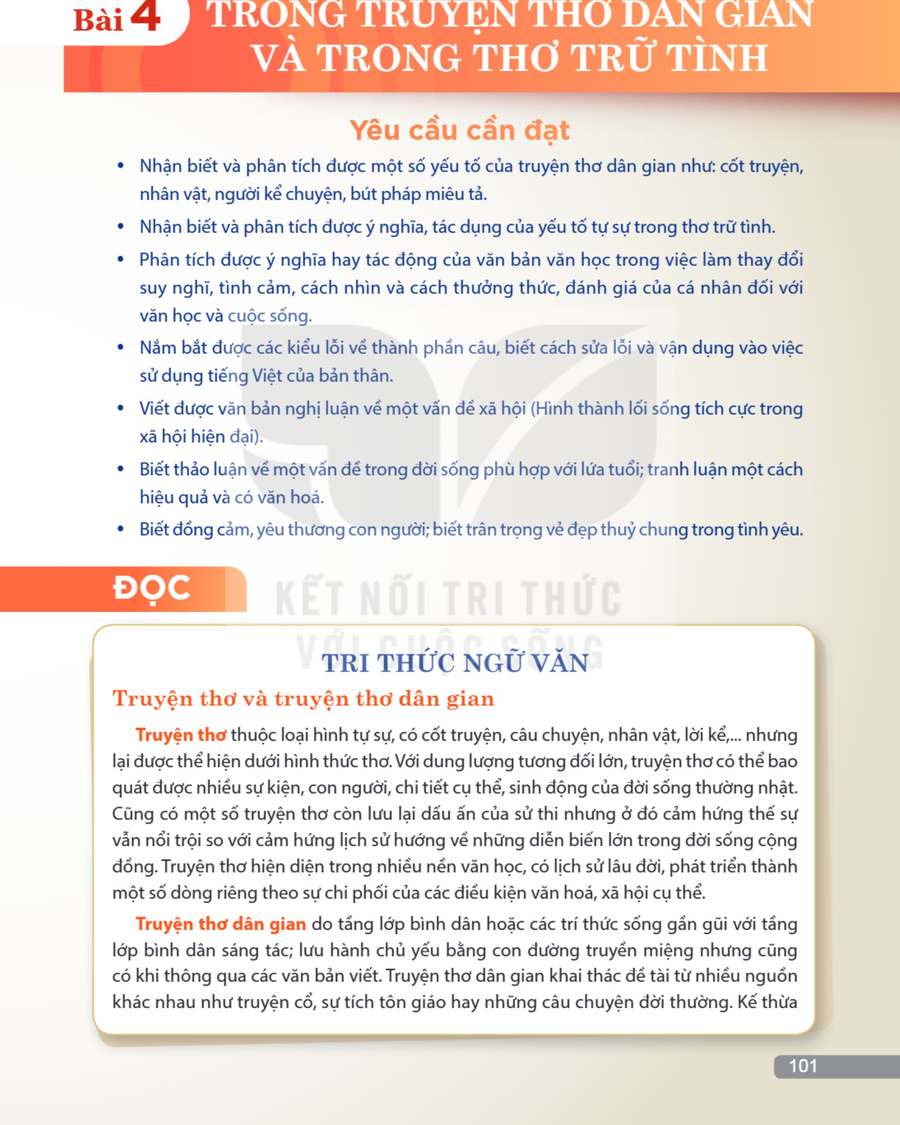 Bài 4
TRONG TRUYỆN THƠ DÂN GIAN
VÀ TRONG THƠ TRỮ TÌNH
Yêu cầu cần đạt
• Nhận biết và phân tích được một số yếu tố của truyện thơ dân gian như: cốt truyện,
nhân vật, người kể chuyện, bút pháp miêu tả.
• Nhận biết và phân tích được ý nghĩa, tác dụng của yếu tố tự sự trong thơ trữ tình.
• Phân tích được ý nghĩa hay tác động của văn bản văn học trong việc làm thay đổi
suy nghĩ, tình cảm, cách nhìn và cách thưởng thức, đánh giá của cá nhân đối với
văn học và cuộc sống.
• Nắm bắt được các kiểu lỗi về thành phần câu, biết cách sửa lỗi và vận dụng vào việc
sử dụng tiếng Việt của bản thân.
• Viết được văn bản nghị luận về một vấn đề xã hội (Hình thành lối sống tích cực trong
xã hội hiện đại).
• Biết thảo luận về một vấn đề trong đời sống phù hợp với lứa tuổi; tranh luận một cách
hiệu quả và có văn hoá.
• Biết đồng cảm, yêu thương con người; biết trân trọng vẻ đẹp thuỷ chung trong tình yêu.
ĐỌC
KẾT NỐI TRI THỨC
VỚI CUỘC SỐNG
TRI THỨC NGỮ VĂN
Truyện thơ và truyện thơ dân gian
Truyện thơ thuộc loại hình tự sự, có cốt truyện, câu chuyện, nhân vật, lời kể,... nhưng
lại được thể hiện dưới hình thức thơ. Với dung lượng tương đối lớn, truyện thơ có thể bao
quát được nhiều sự kiện, con người, chi tiết cụ thể, sinh động của đời sống thường nhật.
Cũng có một số truyện thơ còn lưu lại dấu ấn của sử thi nhưng ở đó cảm hứng thế sự
vẫn nổi trội so với cảm hứng lịch sử hướng về những diễn biến lớn trong đời sống cộng
đồng. Truyện thơ hiện diện trong nhiều nền văn học, có lịch sử lâu đời, phát triển thành
một số dòng riêng theo sự chi phối của các điều kiện văn hoá, xã hội cụ thể.
Truyện thơ dân gian do tầng lớp bình dân hoặc các trí thức sống gần gũi với tầng
lớp bình dân sáng tác; lưu hành chủ yếu bằng con đường truyền miệng nhưng cũng
có khi thông qua các văn bản viết. Truyện thơ dân gian khai thác đề tài từ nhiều nguồn
khác nhau như truyện cổ, sự tích tôn giáo hay những câu chuyện đời thường. Kế thừa
101